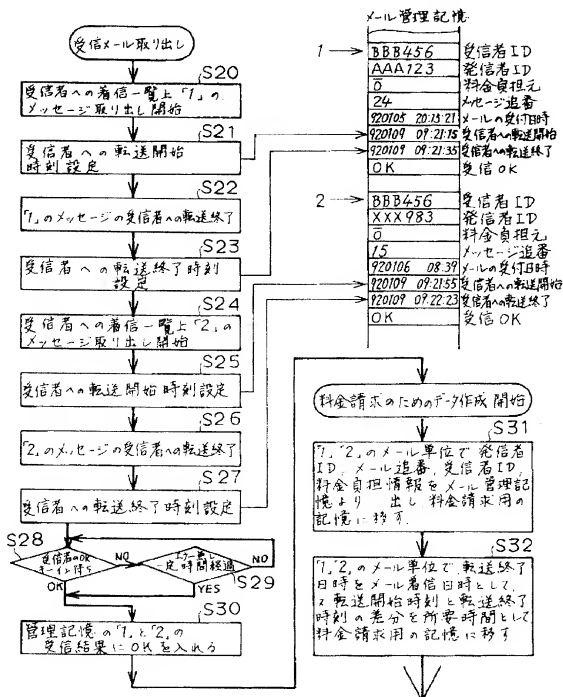 受信メール取り出し
S20
受信者への着信一覧上「1」の
メッセージ取り出し開始
S21
受信者への転送開始
時刻設定
S22
「1」のメッセージの受信者への転送終了
S23
受信者への転送終了時刻
設定
S24
受信者への着信一覧上「2」の
メッセージ取り出し開始
S25
受信者への転送開始時刻設定
S26
「2」のメッセージの受信者への転送終了
S27
受信者への転送終了時刻設定
S28
受信者のOK
キーイン待ち
NO
OK
エラー無し
一定時間経過
NO
S29
YES
S30
管理記憶の「1」と「2」の
受信結果にOKを入れる
メール管理記憶
1
BBB456 受信者ID
AAA123 発信者ID
0 料金負担元
24 メッセージ追番
920105 20:15:21 メールの受付日時
920109 09:21:15 受信者への転送開始
920109 09:21:35 受信者への転送終了
OK 受信OK
2
BBB456 受信者ID
XXX983 発信者ID
0 料金負担元
15 メッセージ追番
920106 08:39 メールの受付日時
920109 09:21:55 受信者への転送開始
920109 09:22:23 受信者への転送終了
OK 受信OK
料金請求のためのデータ作成開始
S31
「1」「2」のメール単位で発信者
ID、メール追番、受信者ID、
料金負担情報をメール管理記
憶より 出し料金請求用の
記憶に移す.
S32
「1」「2」のメール単位で、転送終了
日時をメール着信日時として、
又転送開始時刻と転送終了
時刻の差分を所要時間として
料金請求用の記憶に移す